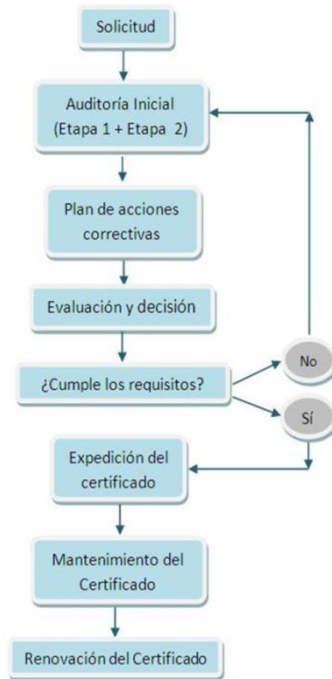 Solicitud
Auditoría Inicial
(Etapa 1 + Etapa 2)
Plan de acciones
correctivas
Evaluación y decisión
¿Cumple los requisitos?
No
Sí
Expedición del
certificado
Mantenimiento del
Certificado
Renovación del Certificado